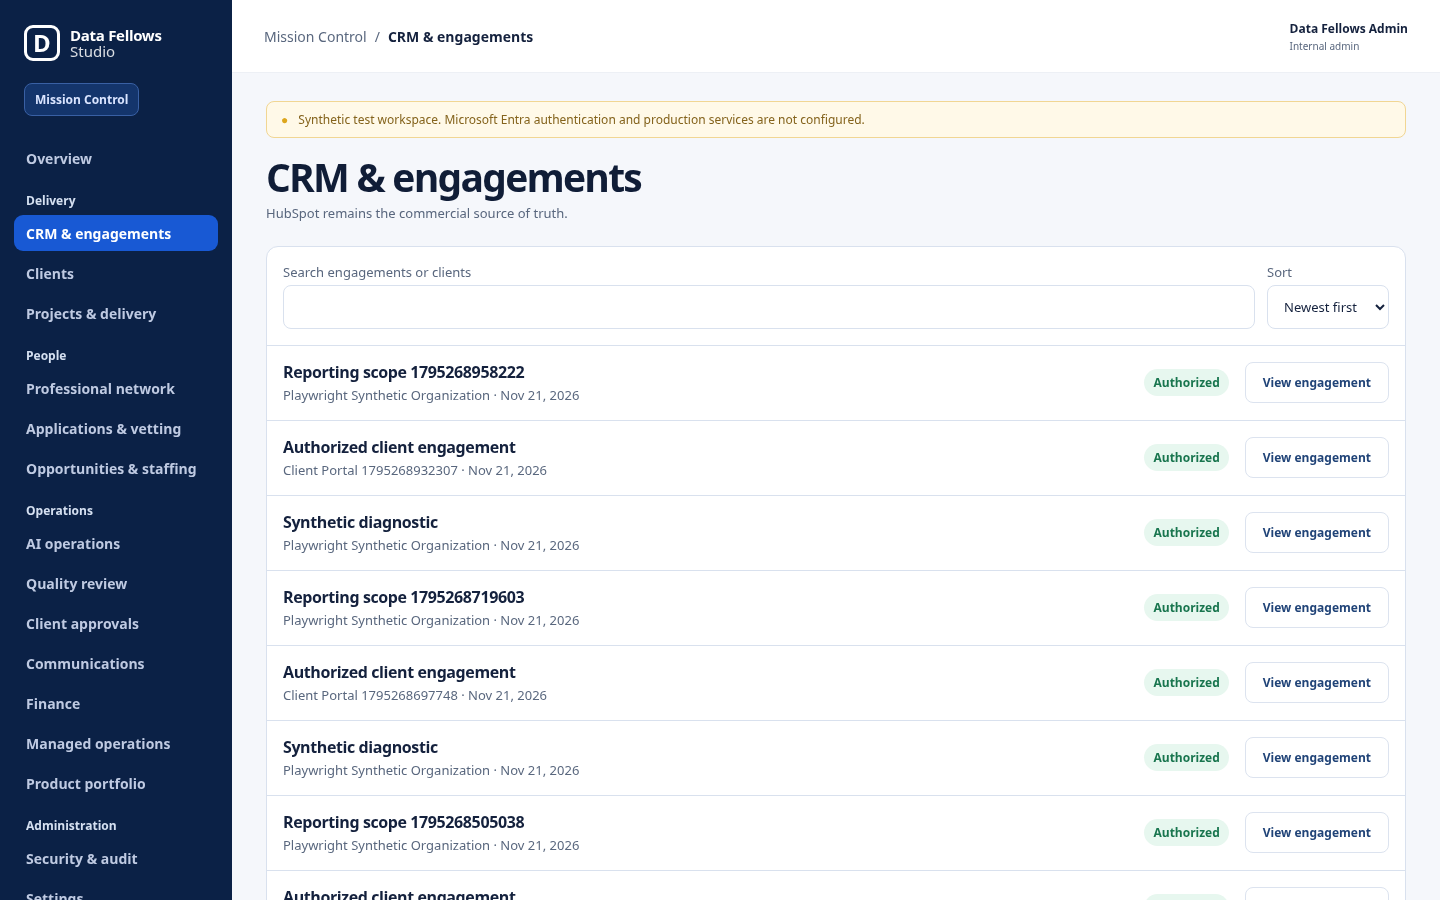 D
Data Fellows
Studio
Mission Control
Overview
Delivery
CRM & engagements
Clients
Projects & delivery
People
Professional network
Applications & vetting
Opportunities & staffing
Operations
AI operations
Quality review
Client approvals
Communications
Finance
Managed operations
Product portfolio
Administration
Security & audit
Settings
Mission Control / CRM & engagements
Data Fellows Admin
Internal admin
Synthetic test workspace. Microsoft Entra authentication and production services are not configured.
CRM & engagements
HubSpot remains the commercial source of truth.
Search engagements or clients
Sort
Newest first
Reporting scope 1795268958222
Playwright Synthetic Organization · Nov 21, 2026
Authorized
View engagement
Authorized client engagement
Client Portal 1795268932307 · Nov 21, 2026
Authorized
View engagement
Synthetic diagnostic
Playwright Synthetic Organization · Nov 21, 2026
Authorized
View engagement
Reporting scope 1795268719603
Playwright Synthetic Organization · Nov 21, 2026
Authorized
View engagement
Authorized client engagement
Client Portal 1795268697748 · Nov 21, 2026
Authorized
View engagement
Synthetic diagnostic
Playwright Synthetic Organization · Nov 21, 2026
Authorized
View engagement
Reporting scope 1795268505038
Playwright Synthetic Organization · Nov 21, 2026
Authorized
View engagement
Authorized client engagement